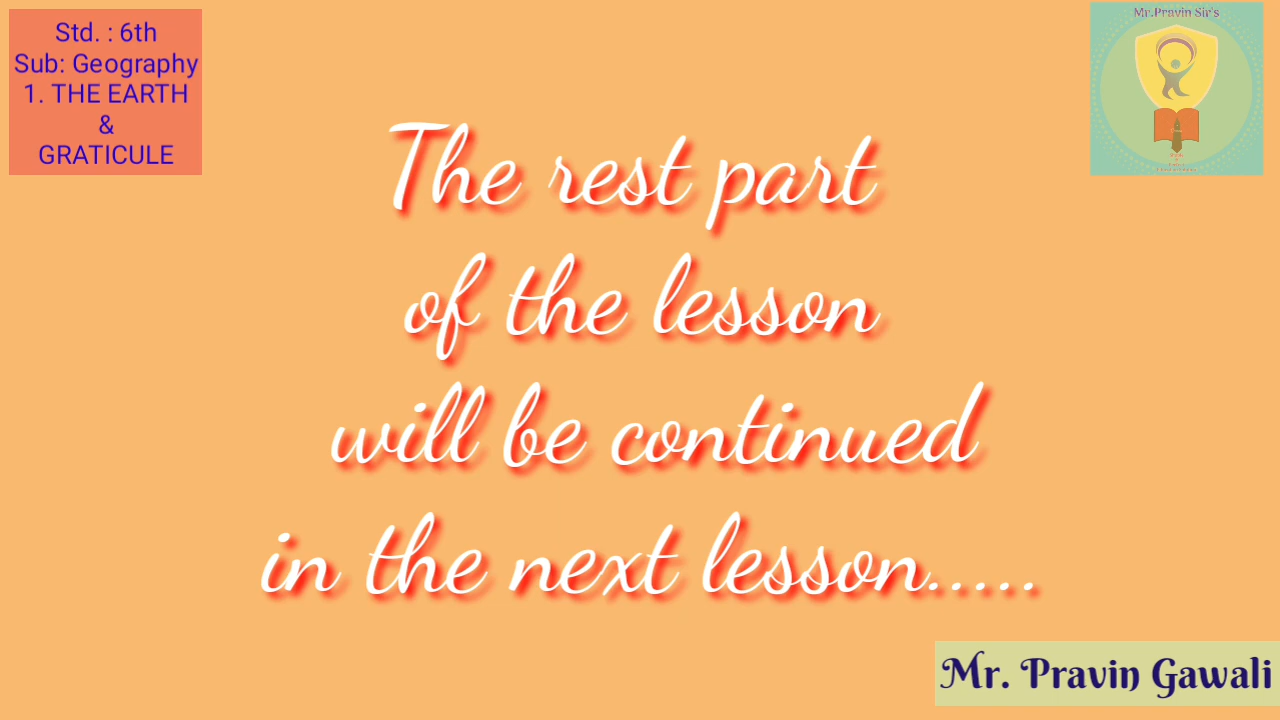 Std. : 6th
Sub: Geography
1. THE EARTH
&
GRATICULE
Mr.Pravin Sir's
The rest part
of the lesson
will be continued
in the next lesson.....
Mr. Pravin Gawali